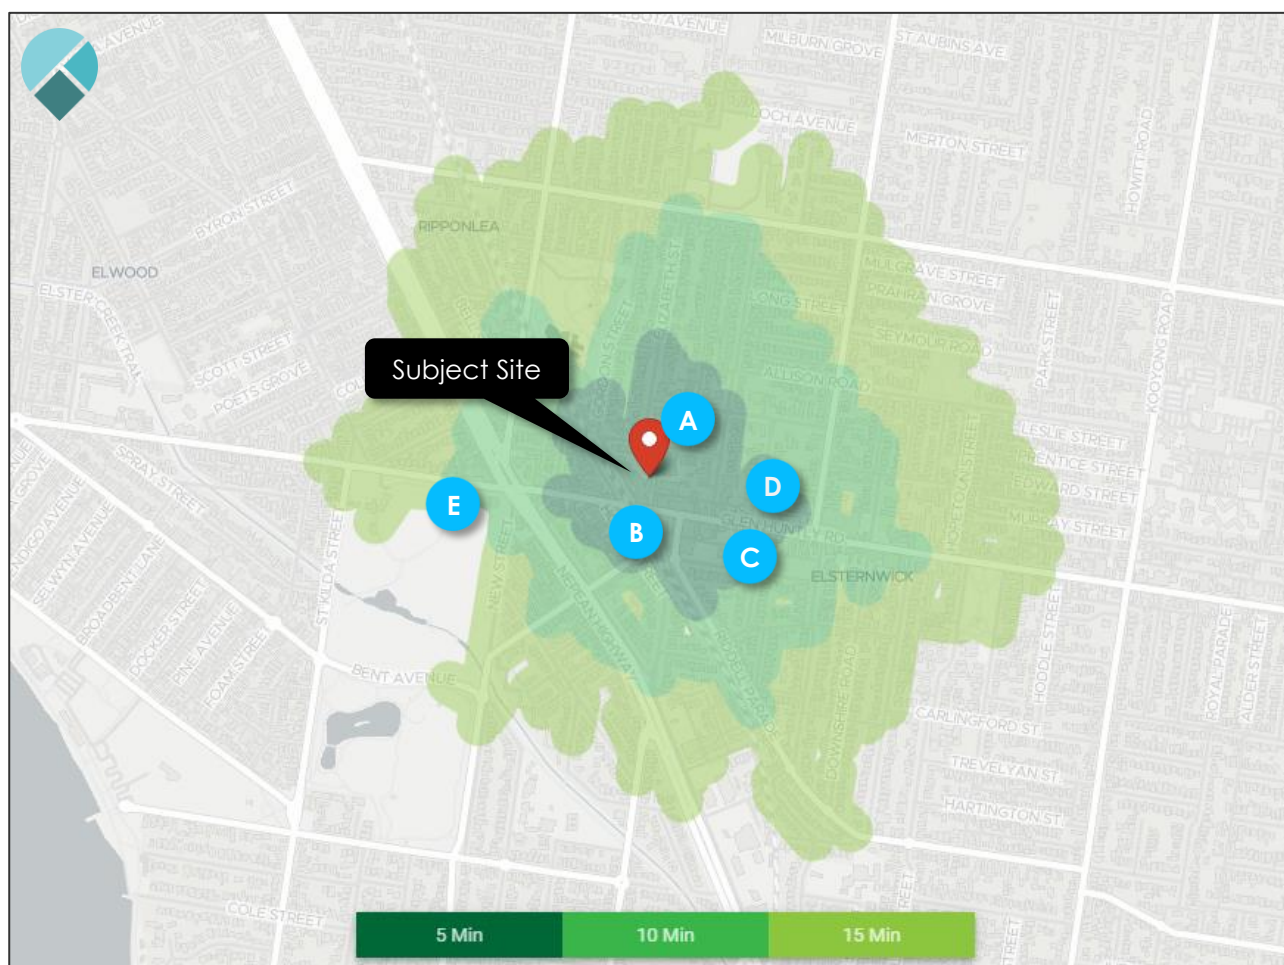 MILBURN GROVE
ST AUBINS AVE
LOCH AVENUE
MERTON STREET
HOWITT ROAD
BYRON STREET
RIPPONLEA
ELWOOD
ELSTER CREEK TRAIL
MULGRAVE STREET
PRAHRAN GROVE
LONG STREET
SEYMOUR ROAD
PARK STREET
KOOYONG ROAD
SCOTT STREET
POETS GROVE
Subject Site
ALLISON ROAD
A
LESLIE STREET
SPRAY STREET
D
EDWARD STREET
E
HOPETOUN STREET
MURRAY STREET
B
GLEN HUNTLY RD
C
ELSTERNWICK
SELWYN AVENUE
BROADWAY
LANE
DOCKER STREET
PINE AVENUE
FOAM STREET
ST KILDA STREET
NEW STREET
NEPEAN HIGHWAY
HODDLE STREET
ROYAL PARADE
ALDER STREET
BENT AVENUE
RIDDELL PARADE
DOWNSHIRE ROAD
CARLINGFORD ST.
TREVELYAN ST.
HARTINGTON ST.
COLE STREET
5 Min
10 Min
15 Min